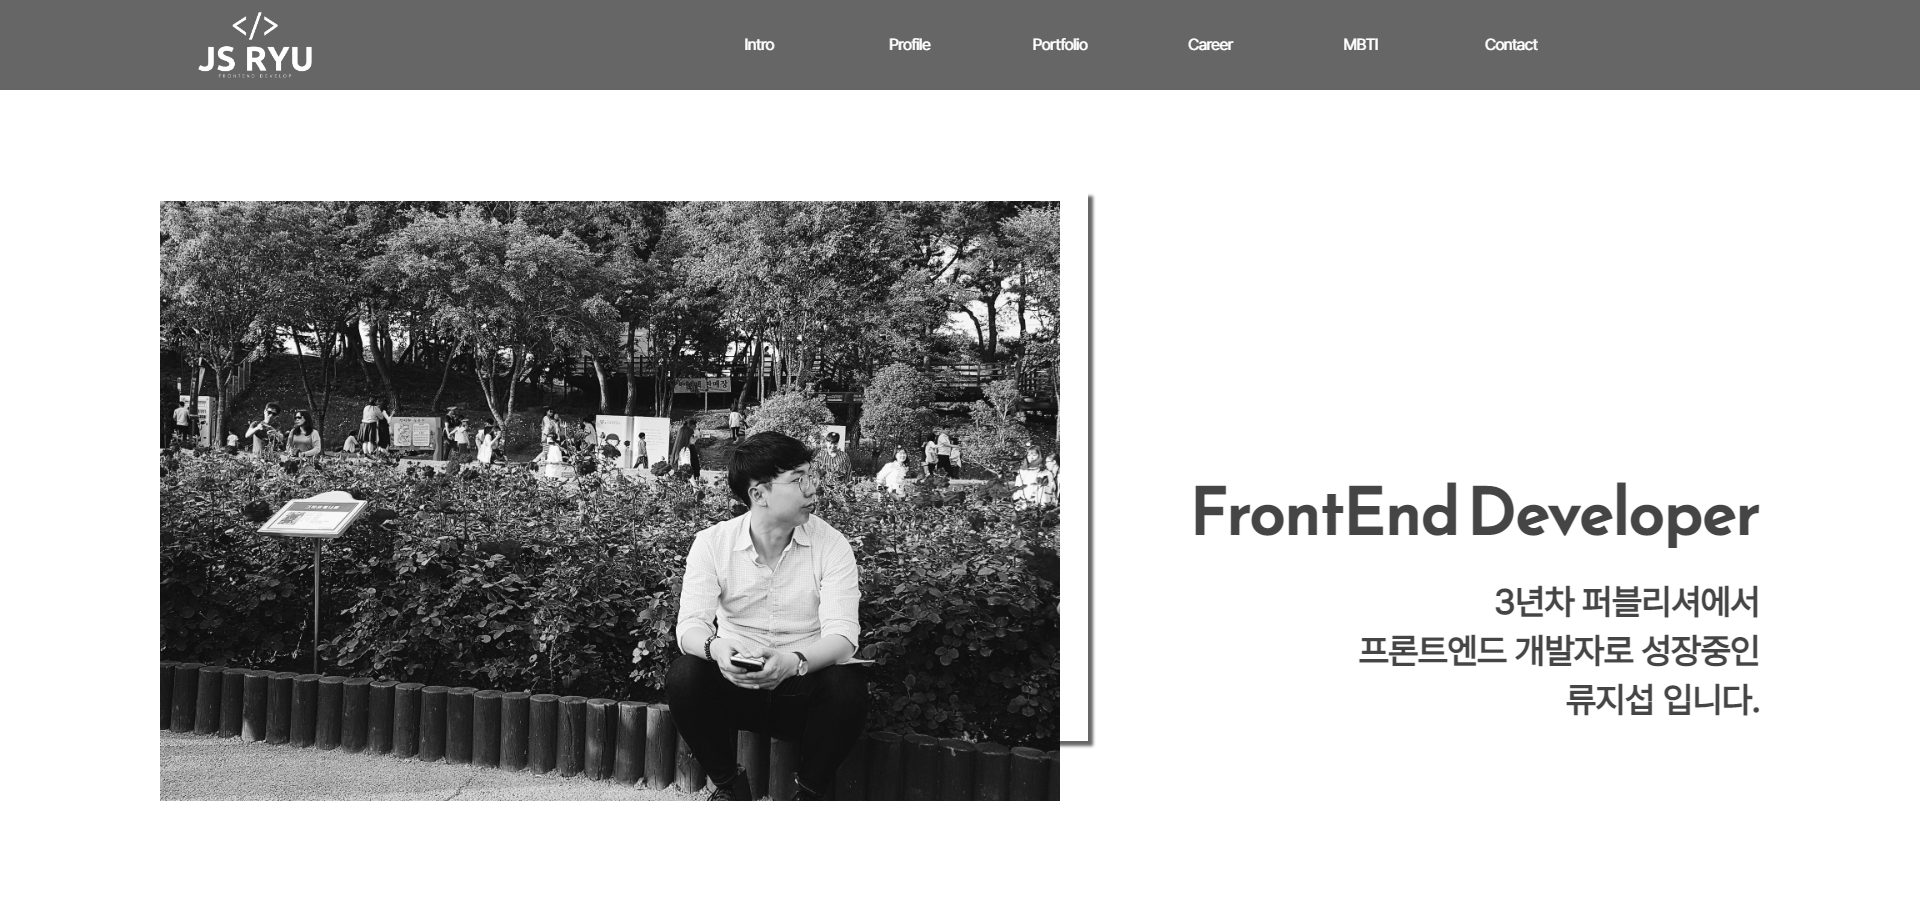 </>
JS RYU
FRONTEND DEVELOP
Intro
Profile
Portfolio
Career
MBTI
Contact
FrontEnd Developer
3년차 퍼블리셔에서
프론트엔드 개발자로 성장중인
류지섭 입니다.